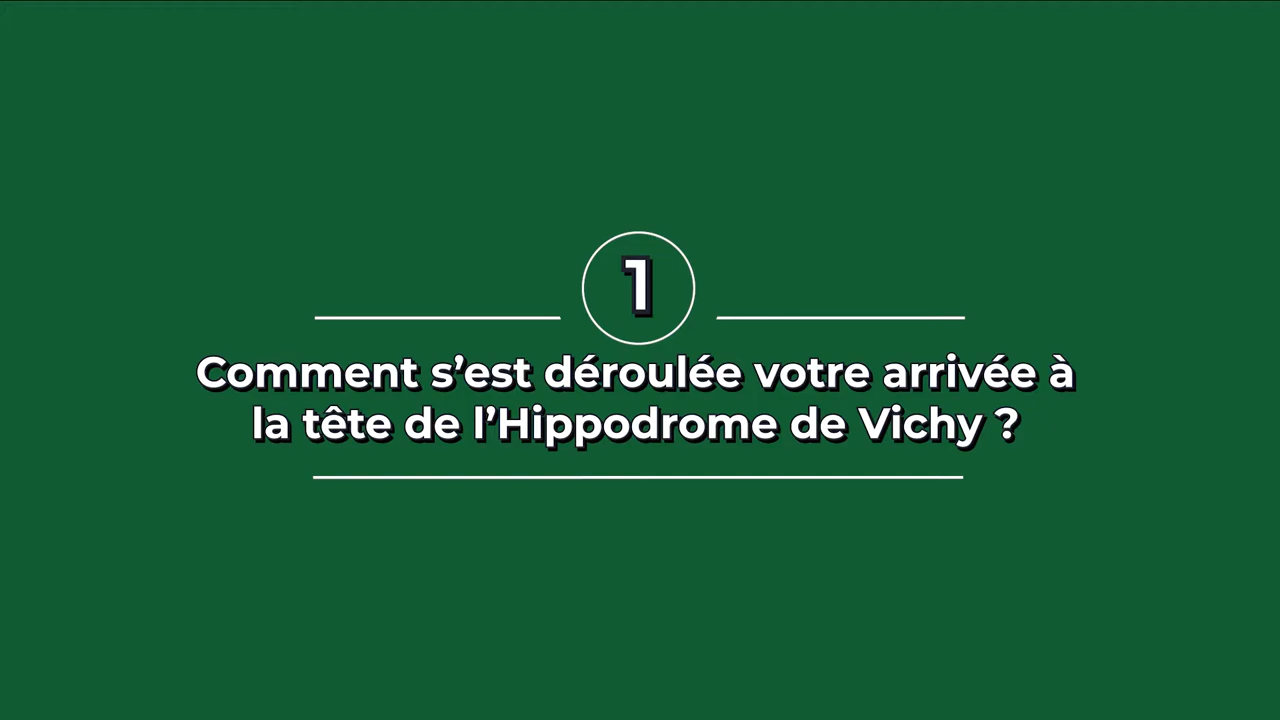 1
Comment s’est déroulée votre arrivée à
la tête de l’Hippodrome de Vichy ?